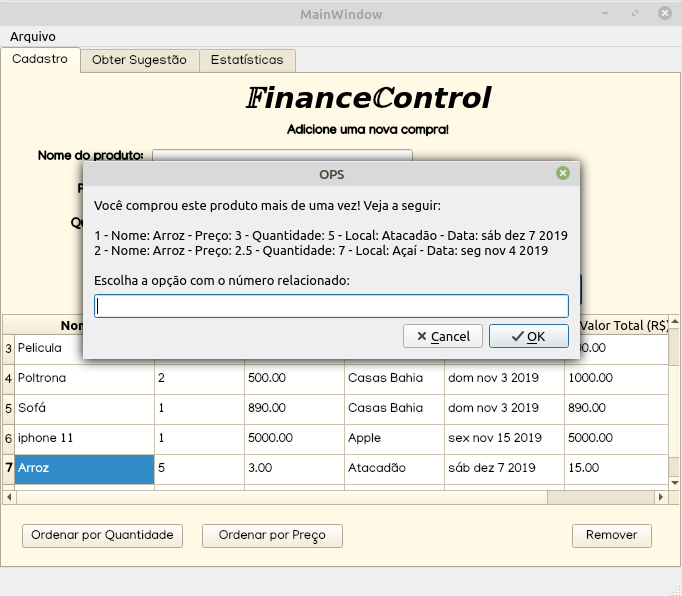 MainWindow
Arquivo
Cadastro Obter Sugestão Estatísticas
𝔽inanceℂontrol
Adicione uma nova compra!
Nome do produto:
OPS
Você comprou este produto mais de uma vez! Veja a seguir:
1 - Nome: Arroz - Preço: 3 - Quantidade: 5 - Local: Atacadão - Data: sáb dez 7 2019
2 - Nome: Arroz - Preço: 2.5 - Quantidade: 7 - Local: Açaí - Data: seg nov 4 2019
Escolha a opção com o número relacionado:
Cancel OK
Valor Total (R$)
3 Pelicula
4 Poltrona 2 500.00 Casas Bahia dom nov 3 2019 1000.00
5 Sofá 1 890.00 Casas Bahia dom nov 3 2019 890.00
6 iphone 11 1 5000.00 Apple sex nov 15 2019 5000.00
7 Arroz 5 3.00 Atacadão sáb dez 7 2019 15.00
Ordenar por Quantidade Ordenar por Preço Remover